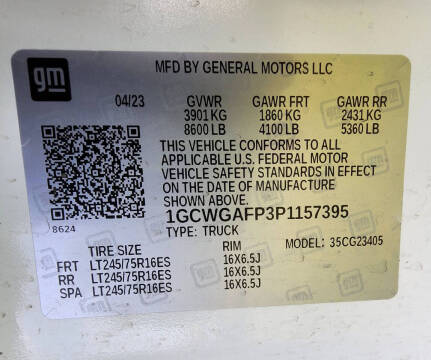 gm
MFD BY GENERAL MOTORS LLC
04/23 GVWR GAWR FRT GAWR RR
3901 KG 1860 KG 2431 KG
8600 LB 4100 LB 5360 LB
THIS VEHICLE CONFORMS TO ALL
APPLICABLE U.S. FEDERAL MOTOR
VEHICLE SAFETY STANDARDS IN EFFECT
ON THE DATE OF MANUFACTURE
SHOWN ABOVE.
8624 1GCWGAFP3P1157395
TYPE: TRUCK MODEL: 35CG23405
TIRE SIZE RIM
FRT LT245/75R16ES 16X6.5J
RR LT245/75R16ES 16X6.5J
SPA LT245/75R16ES 16X6.5J